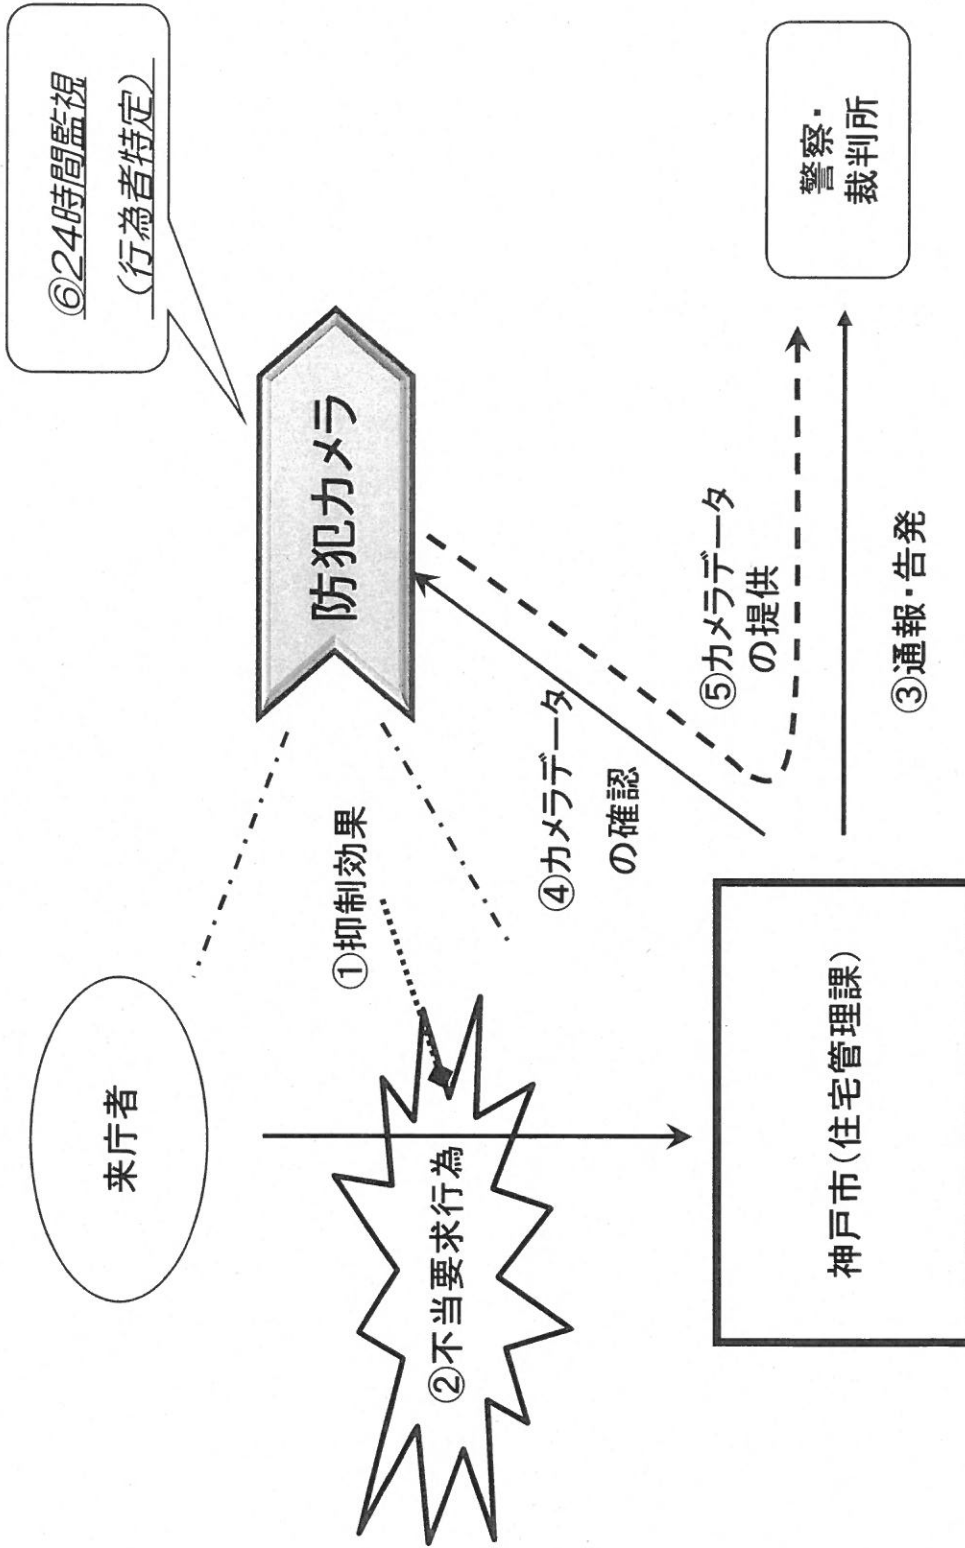 来庁者
②不当要求行為
①抑制効果
防犯カメラ
⑥24時間監視
(行為者特定)
④カメラデータ
の確認
⑤カメラデータ
の提供
③通報・告発
神戸市(住宅管理課)
警察・
裁判所